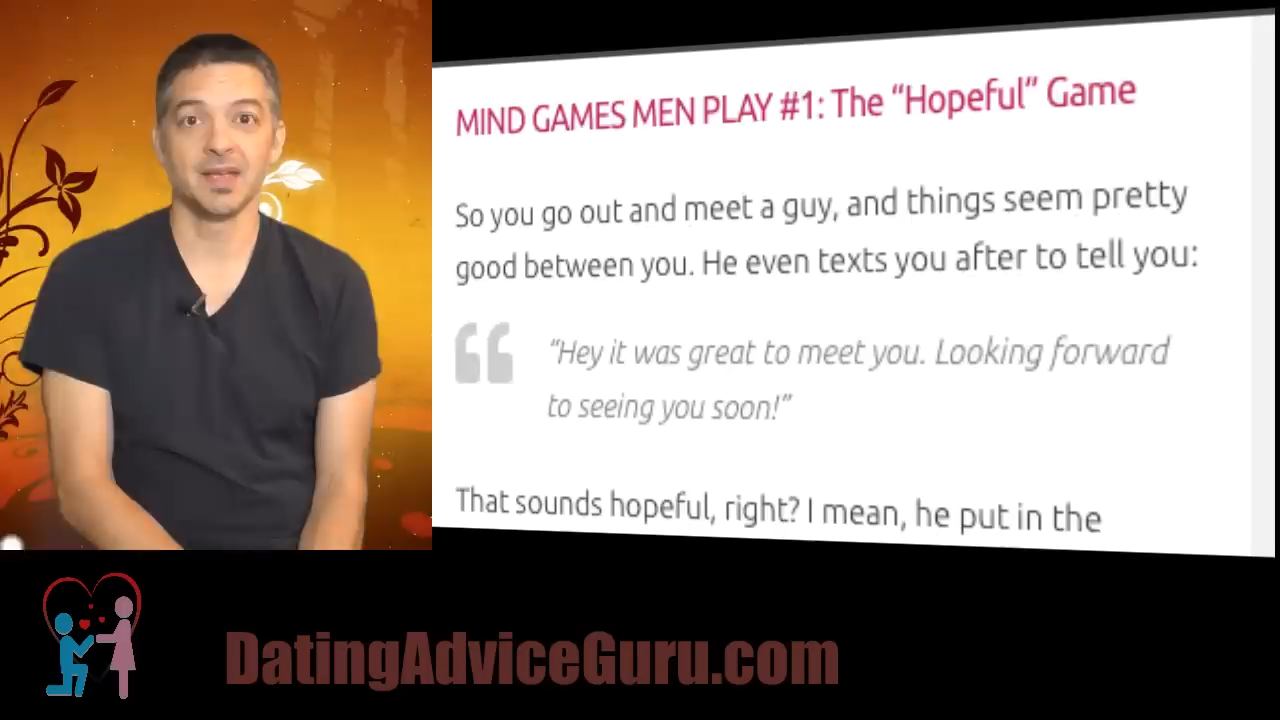 MIND GAMES MEN PLAY #1: The “Hopeful” Game
So you go out and meet a guy, and things seem pretty
good between you. He even texts you after to tell you:
“Hey it was great to meet you. Looking forward
to seeing you soon!”
That sounds hopeful, right? I mean, he put in the
DatingAdviceGuru.com